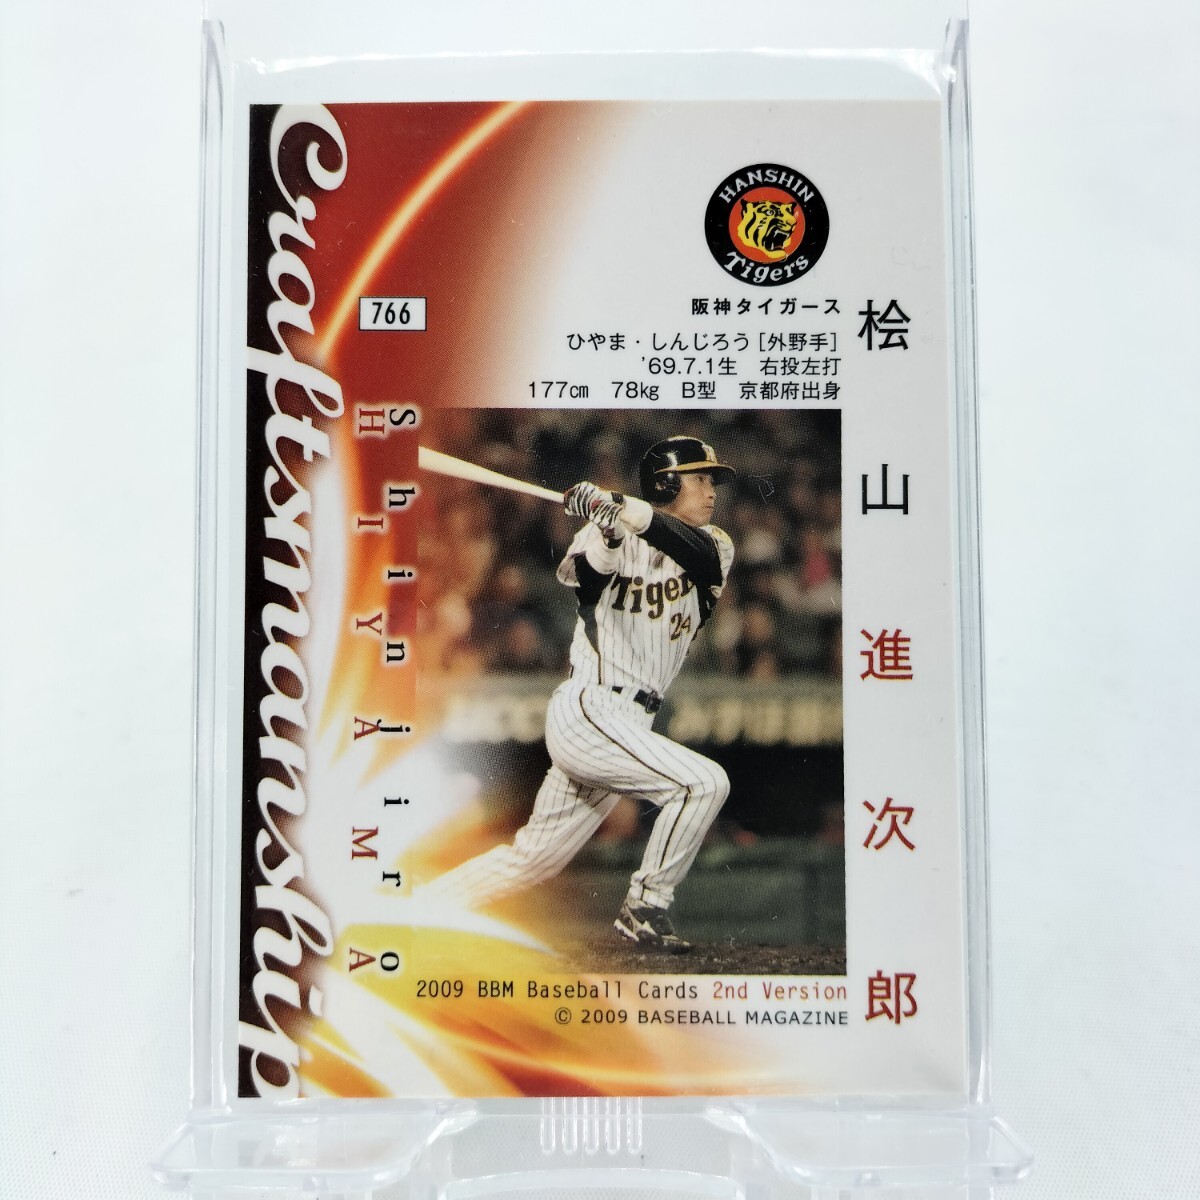 Craftsmanship
766
Shinjiro
HIYAMA
HANSHIN
Tigers
阪神タイガース
ひやま・しんじろう[外野手]
'69.7.1生 右投左打
177cm 78kg B型 京都府出身
桧山進次郎
Tiger
24
2009 BBM Baseball Cards 2nd Version
© 2009 BASEBALL MAGAZINE